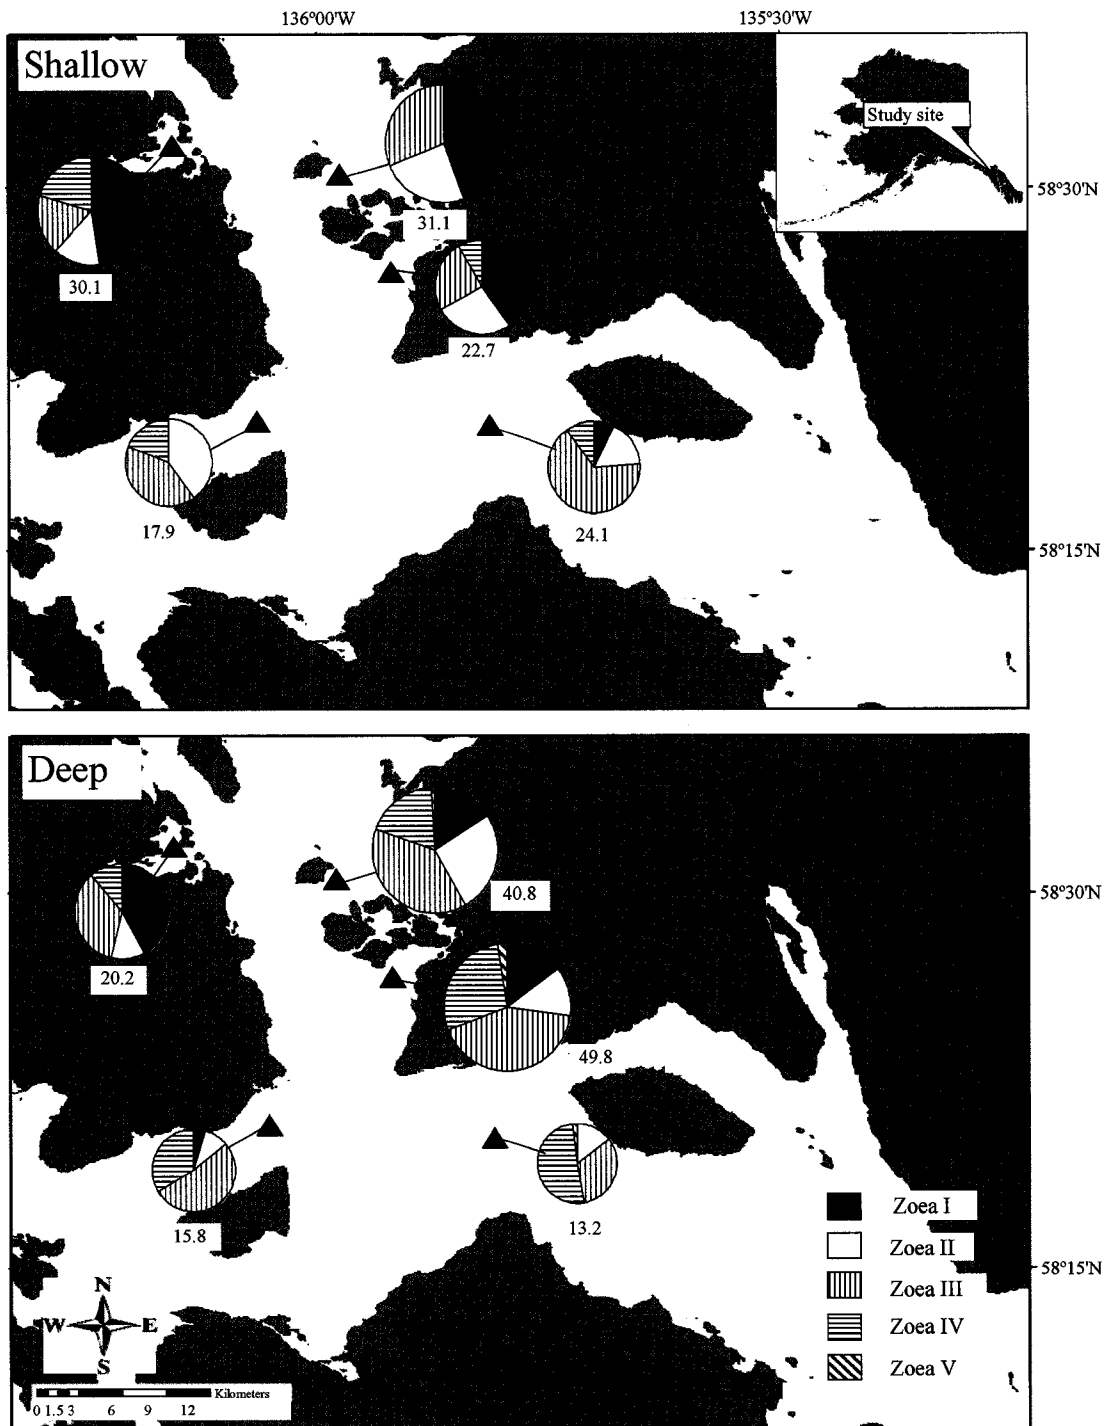 136°00'W
135°30'W
Shallow
Study site
58°30'N
31.1
30.1
22.7
17.9
24.1
58°15'N
Deep
58°30'N
40.8
20.2
49.8
15.8
13.2
Zoea I
Zoea II
58°15'N
Zoea III
Zoea IV
Zoea V
N
W
E
S
Kilometers
0 1.5 3 6 9 12